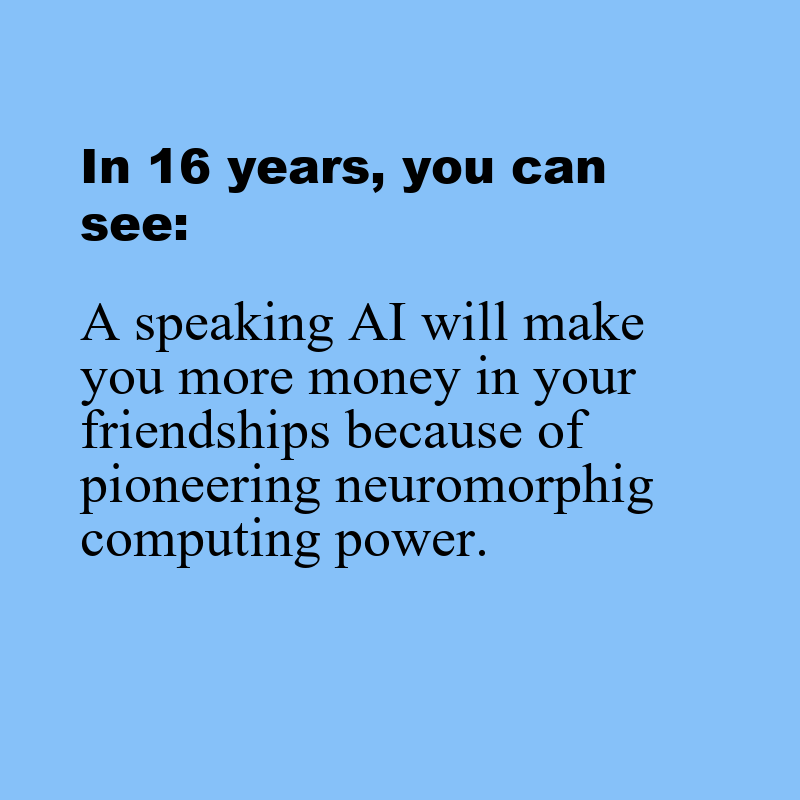 In 16 years, you can
see:
A speaking AI will make
you more money in your
friendships because of
pioneering neuromorphig
computing power.